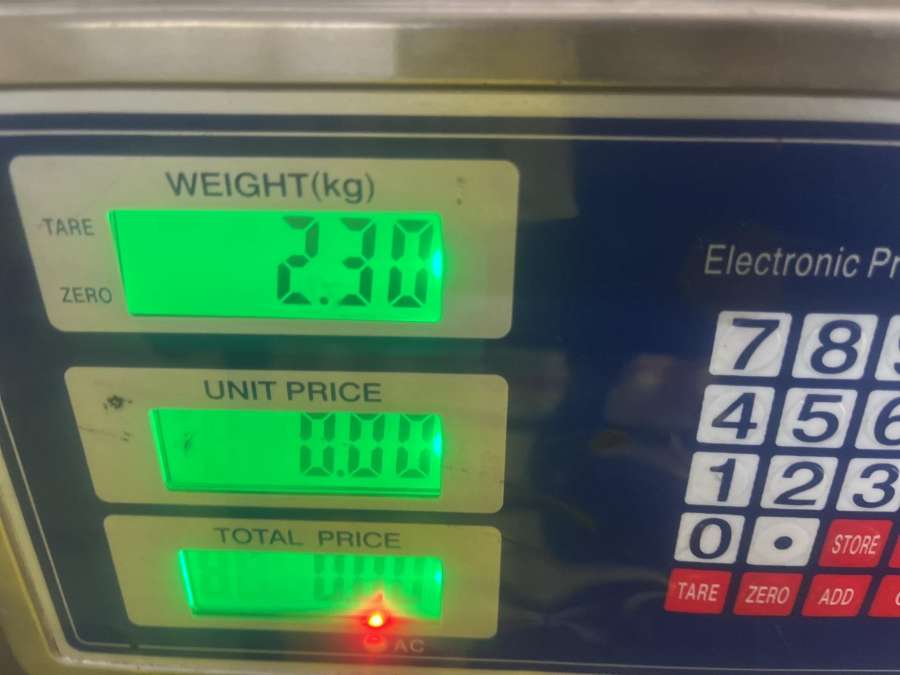 WEIGHT(kg)
TARE
2.30
ZERO
UNIT PRICE
0.00
TOTAL PRICE
AC
Electronic
7 8
4 5 6
1 2 3
0 . STORE
TARE ZERO ADD